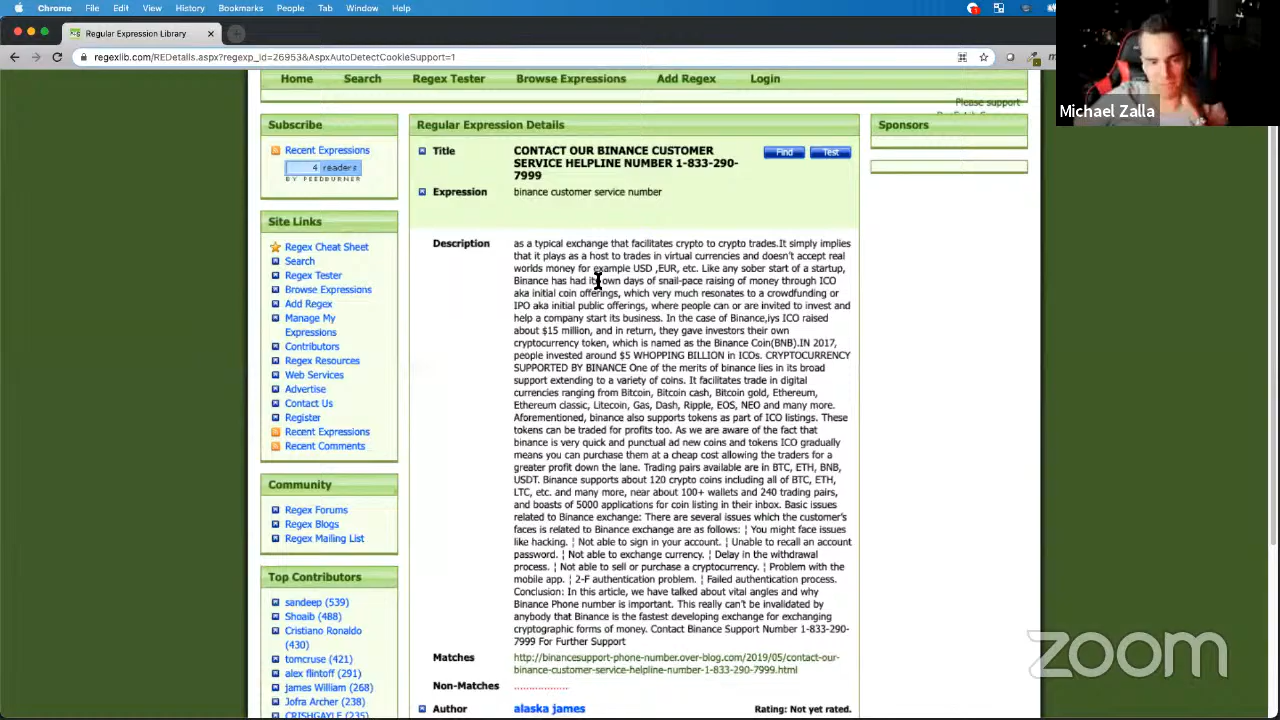 Chrome File Edit View History Bookmarks People Tab Window Help
Regular Expression Library
regexlib.com/REDetails.aspx?regexp_id=26953&AspxAutoDetectCookieSupport=1
Michael Zalla
Home Search Regex Tester Browse Expressions Add Regex Login
Please support
Subscribe
Recent Expressions
4 readers
BY FEEDBURNER
Site Links
Regex Cheat Sheet
Search
Regex Tester
Browse Expressions
Add Regex
Manage My
Expressions
Contributors
Regex Resources
Web Services
Advertise
Contact Us
Register
Recent Expressions
Recent Comments
Community
Regex Forums
Regex Blogs
Regex Mailing List
Top Contributors
sandeep (539)
Shoaib (488)
Cristiano Ronaldo
(430)
tomcruse (421)
alex flintoff (291)
james William (268)
Jofra Archer (238)
CRISHGAYLE (235)
Regular Expression Details
Title CONTACT OUR BINANCE CUSTOMER Find Test
SERVICE HELPLINE NUMBER 1-833-290-
7999
Expression binance customer service number
Description as a typical exchange that facilitates crypto to crypto trades.It simply implies
that it plays as a host to trades in virtual currencies and doesn't accept real
worlds money for example USD ,EUR, etc. Like any sober start of a startup,
Binance has had its own days of snail-pace raising of money through ICO
aka initial coin offerings, which very much resonates to a crowdfunding or
IPO aka initial public offerings, where people can or are invited to invest and
help a company start its business. In the case of Binance,iys ICO raised
about $15 million, and in return, they gave investors their own
cryptocurrency token, which is named as the Binance Coin(BNB).IN 2017,
people invested around $5 WHOPPING BILLION in ICOs. CRYPTOCURRENCY
SUPPORTED BY BINANCE One of the merits of binance lies in its broad
support extending to a variety of coins. It facilitates trade in digital
currencies ranging from Bitcoin, Bitcoin cash, Bitcoin gold, Ethereum,
Ethereum classic, Litecoin, Gas, Dash, Ripple, EOS, NEO and many more.
Aforementioned, binance also supports tokens as part of ICO listings. These
tokens can be traded for profits too. As we are aware of the fact that
binance is very quick and punctual ad new coins and tokens ICO gradually
means you can purchase them at a cheap cost allowing the traders for a
greater profit down the lane. Trading pairs available are in BTC, ETH, BNB,
USDT. Binance supports about 120 crypto coins including all of BTC, ETH,
LTC, etc. and many more, near about 100+ wallets and 240 trading pairs,
and boasts of 5000 applications for coin listing in their inbox. Basic issues
related to Binance exchange: There are several issues which the customer's
faces is related to Binance exchange are as follows: ¦ You might face issues
like hacking. ¦ Not able to sign in your account. ¦ Unable to recall an account
password. ¦ Not able to exchange currency. ¦ Delay in the withdrawal
process. ¦ Not able to sell or purchase a cryptocurrency. ¦ Problem with the
mobile app. ¦ 2-F authentication problem. ¦ Failed authentication process.
Conclusion: In this article, we have talked about vital angles and why
Binance Phone number is important. This really can't be invalidated by
anybody that Binance is the fastest developing exchange for exchanging
cryptographic forms of money. Contact Binance Support Number 1-833-290-
7999 For Further Support
Matches http://binancesupport-phone-number.over-blog.com/2019/05/contact-our-
binance-customer-service-helpline-number-1-833-290-7999.html
Non-Matches ..................
Author alaska james Rating: Not yet rated.
Sponsors
zoom